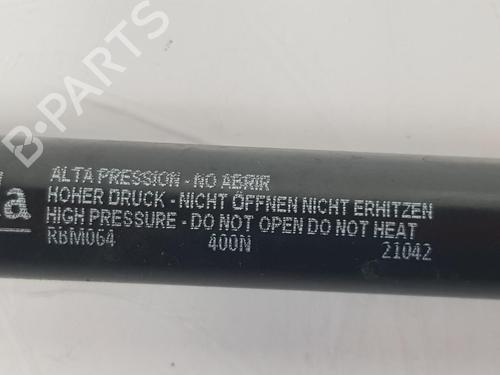 B-PARTS
ALTA PRESSION - NO ABRIR
HOHER DRUCK - NICHT ÖFFNEN NICHT ERHITZEN
HIGH PRESSURE - DO NOT OPEN DO NOT HEAT
RBM064 400N 21042